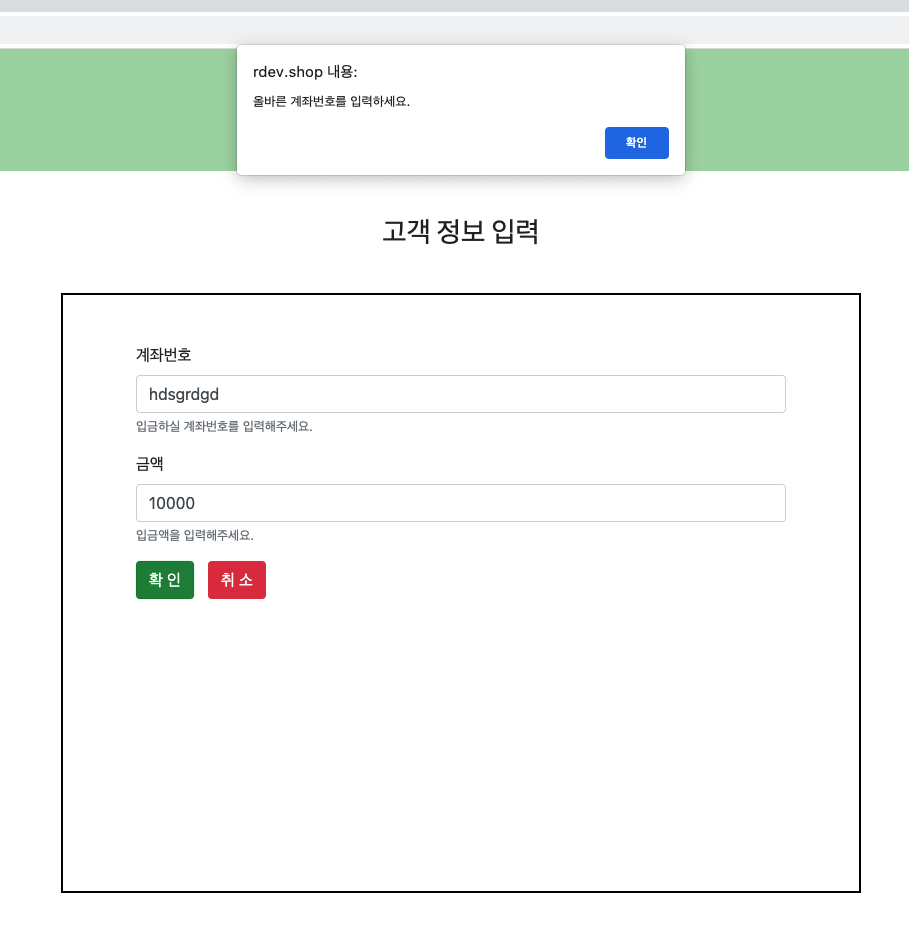 rdev.shop 내용:
올바른 계좌번호를 입력하세요.
확인
고객 정보 입력
계좌번호
hdsgrdgd
입금하실 계좌번호를 입력해주세요.
금액
10000
입금액을 입력해주세요.
확 인 취 소